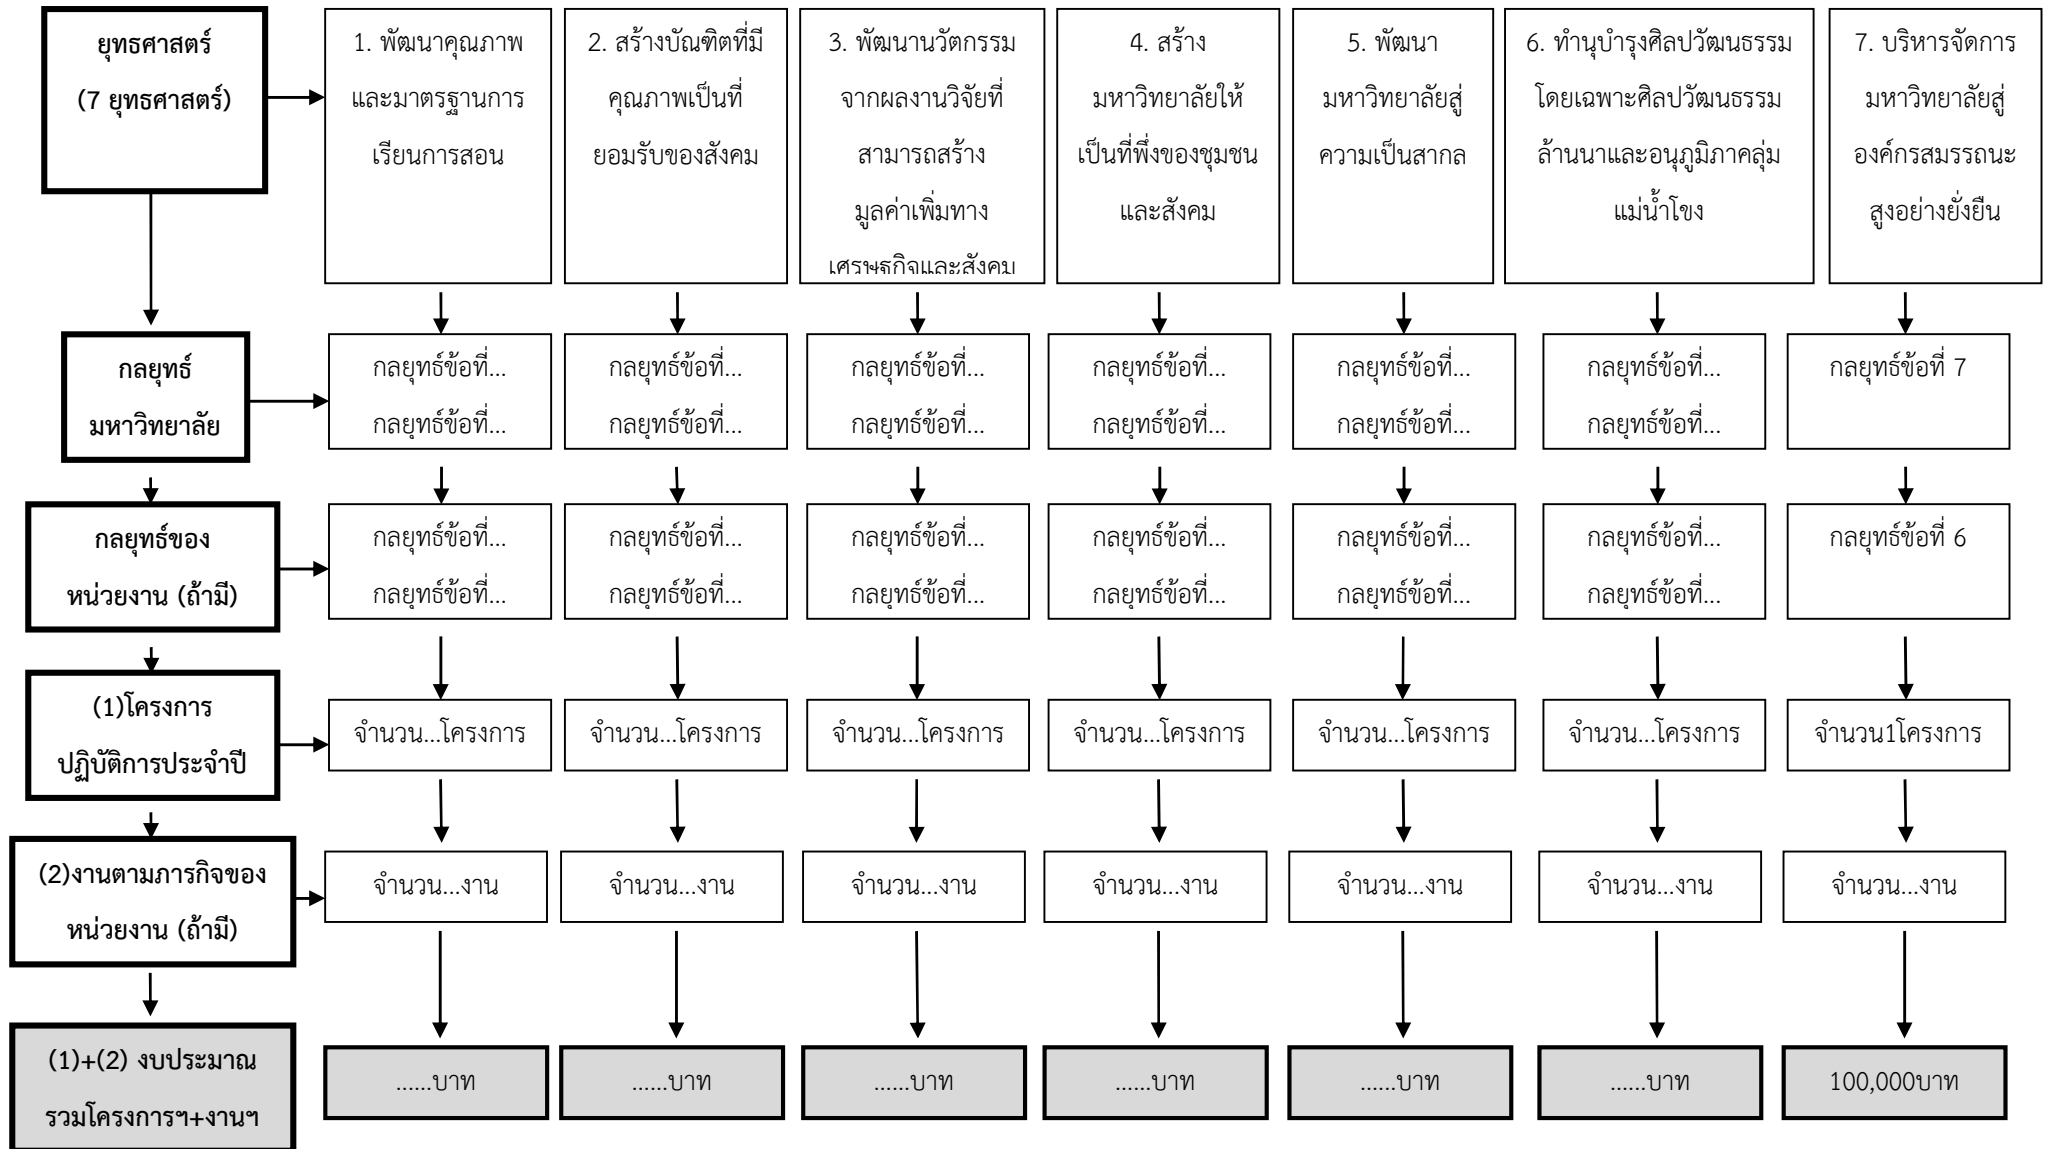 ยุทธศาสตร์
(7 ยุทธศาสตร์)
1. พัฒนาคุณภาพ
และมาตรฐานการ
เรียนการสอน
2. สร้างบัณฑิตที่มี
คุณภาพเป็นที่
ยอมรับของสังคม
3. พัฒนานวัตกรรม
จากผลงานวิจัยที่
สามารถสร้าง
มูลค่าเพิ่มทาง
เศรษฐกิจและสังคม
4. สร้าง
มหาวิทยาลัยให้
เป็นที่พึ่งของชุมชน
และสังคม
5. พัฒนา
มหาวิทยาลัยสู่
ความเป็นสากล
6. ทำนุบำรุงศิลปวัฒนธรรม
โดยเฉพาะศิลปวัฒนธรรม
ล้านนาและอนุภูมิภาคลุ่ม
แม่น้ำโขง
7. บริหารจัดการ
มหาวิทยาลัยสู่
องค์กรสมรรถนะ
สูงอย่างยั่งยืน
กลยุทธ์
มหาวิทยาลัย
กลยุทธ์ข้อที่...
กลยุทธ์ข้อที่...
กลยุทธ์ข้อที่...
กลยุทธ์ข้อที่...
กลยุทธ์ข้อที่...
กลยุทธ์ข้อที่...
กลยุทธ์ข้อที่...
กลยุทธ์ข้อที่...
กลยุทธ์ข้อที่...
กลยุทธ์ข้อที่...
กลยุทธ์ข้อที่...
กลยุทธ์ข้อที่...
กลยุทธ์ข้อที่ 7
กลยุทธ์ของ
หน่วยงาน (ถ้ามี)
กลยุทธ์ข้อที่...
กลยุทธ์ข้อที่...
กลยุทธ์ข้อที่...
กลยุทธ์ข้อที่...
กลยุทธ์ข้อที่...
กลยุทธ์ข้อที่...
กลยุทธ์ข้อที่...
กลยุทธ์ข้อที่...
กลยุทธ์ข้อที่...
กลยุทธ์ข้อที่...
กลยุทธ์ข้อที่...
กลยุทธ์ข้อที่...
กลยุทธ์ข้อที่ 6
(1)โครงการ
ปฏิบัติการประจำปี
จำนวน...โครงการ
จำนวน...โครงการ
จำนวน...โครงการ
จำนวน...โครงการ
จำนวน...โครงการ
จำนวน...โครงการ
จำนวน1โครงการ
(2)งานตามภารกิจของ
หน่วยงาน (ถ้ามี)
จำนวน...งาน
จำนวน...งาน
จำนวน...งาน
จำนวน...งาน
จำนวน...งาน
จำนวน...งาน
จำนวน...งาน
(1)+(2) งบประมาณ
รวมโครงการฯ+งานฯ
......บาท
......บาท
......บาท
......บาท
......บาท
......บาท
100,000บาท